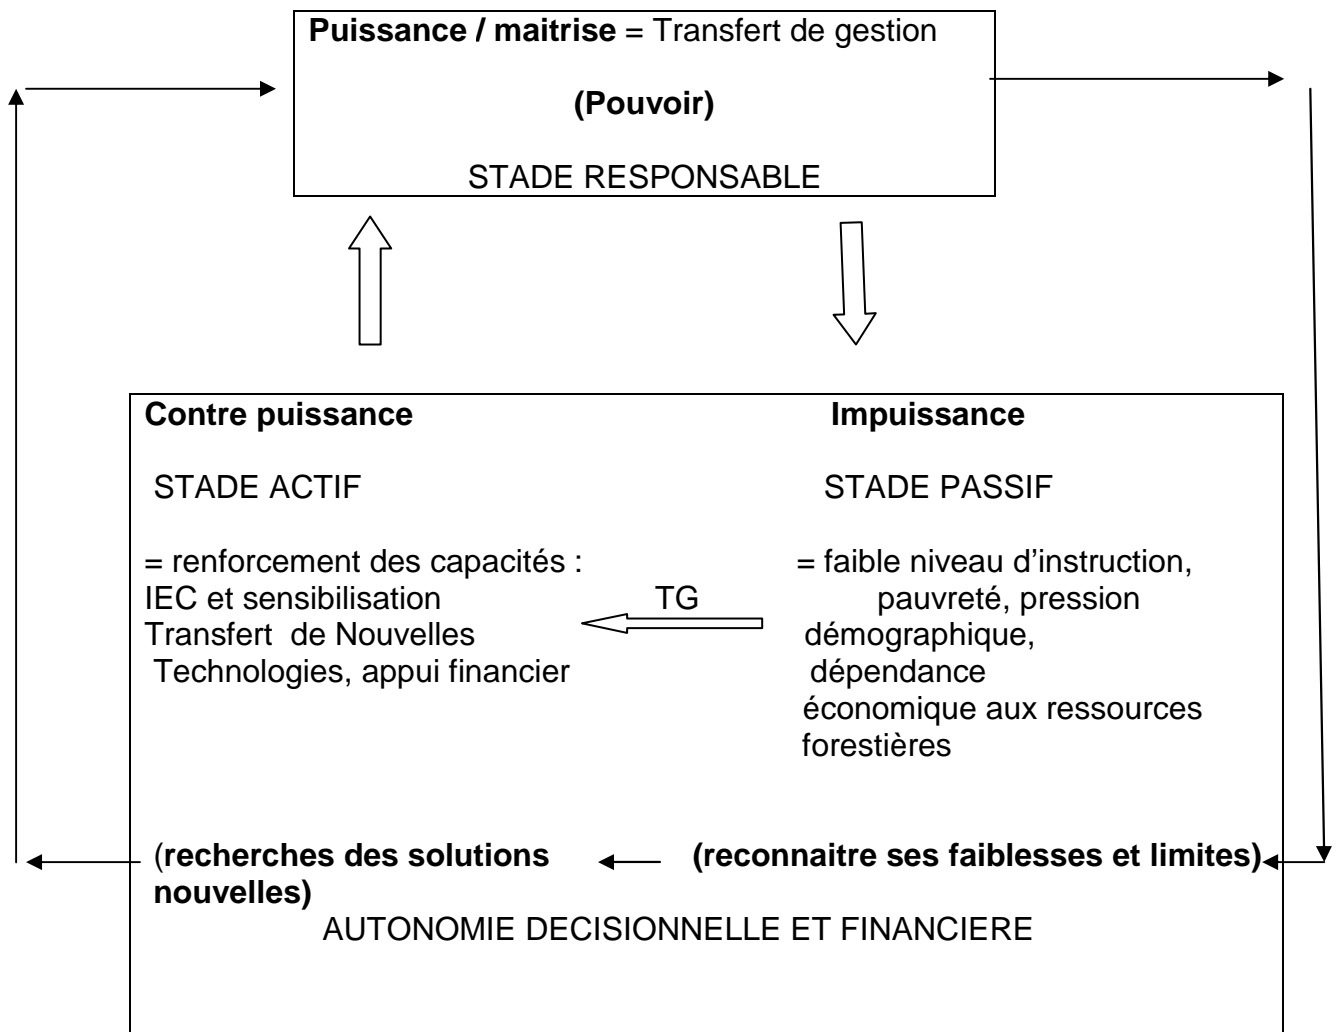 Puissance / maitrise = Transfert de gestion
(Pouvoir)
STADE RESPONSABLE
Contre puissance
STADE ACTIF
= renforcement des capacités :
IEC et sensibilisation
Transfert de Nouvelles
Technologies, appui financier
TG
Impuissance
STADE PASSIF
= faible niveau d’instruction,
pauvreté, pression
démographique,
dépendance
économique aux ressources
forestières
(recherches des solutions
nouvelles)
(reconnaitre ses faiblesses et limites)
AUTONOMIE DECISIONNELLE ET FINANCIERE